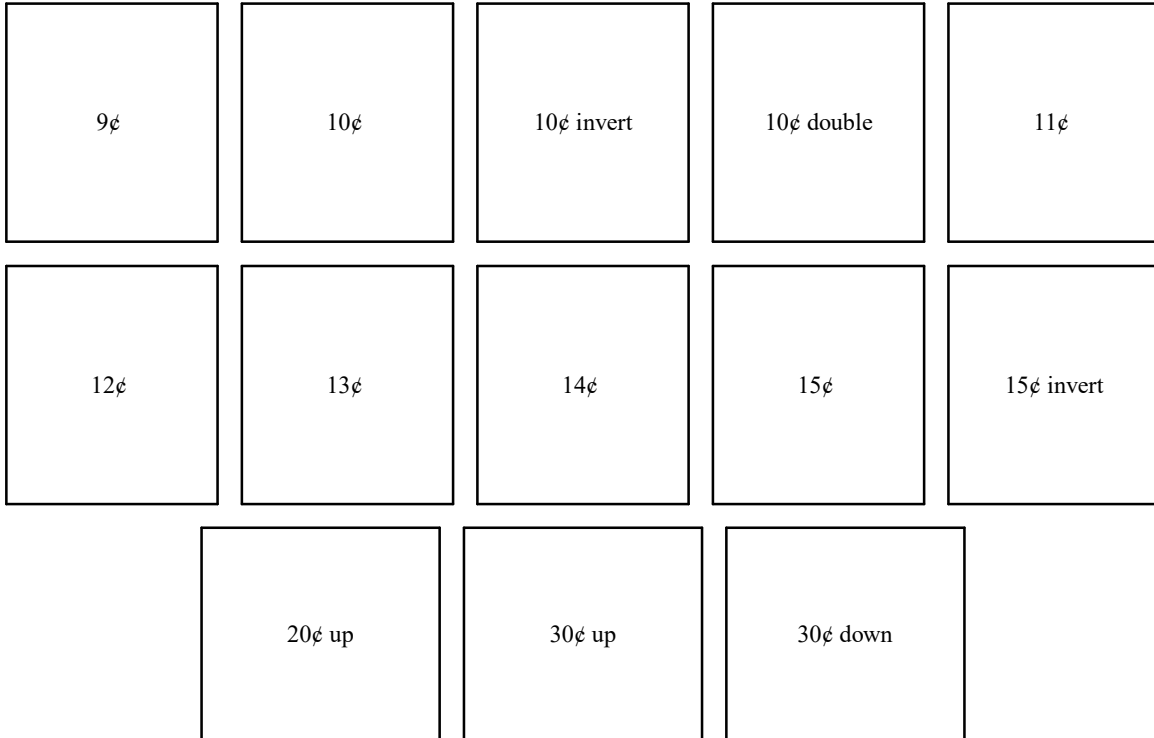 9¢
10¢
10¢ invert
10¢ double
11¢
12¢
13¢
14¢
15¢
15¢ invert
20¢ up
30¢ up
30¢ down